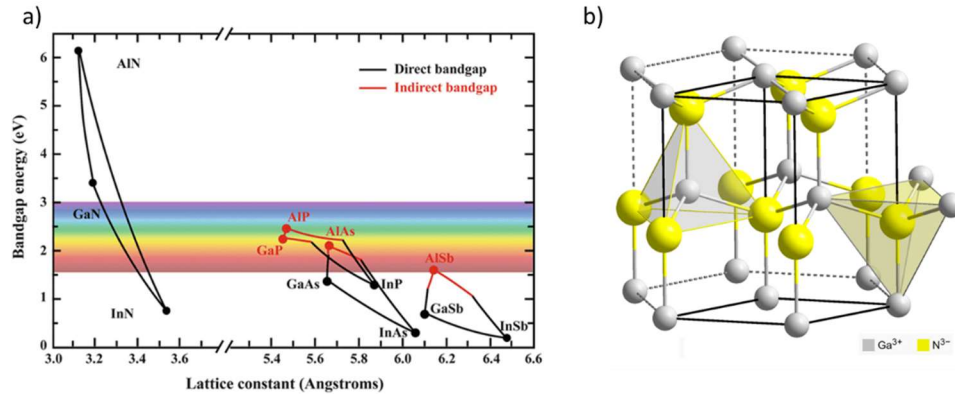 a)
b)
Bandgap energy (eV)
6
5
4
3
2
1
0
AlN
GaN
InN
Direct bandgap
Indirect bandgap
AlP
GaP
AlAs
GaAs
InP
InAs
AlSb
GaSb
InSb
3.0 3.2 3.4 3.6 5.4 5.6 5.8 6.0 6.2 6.4 6.6
Lattice constant (Angstroms)
Ga³⁺ N³⁻